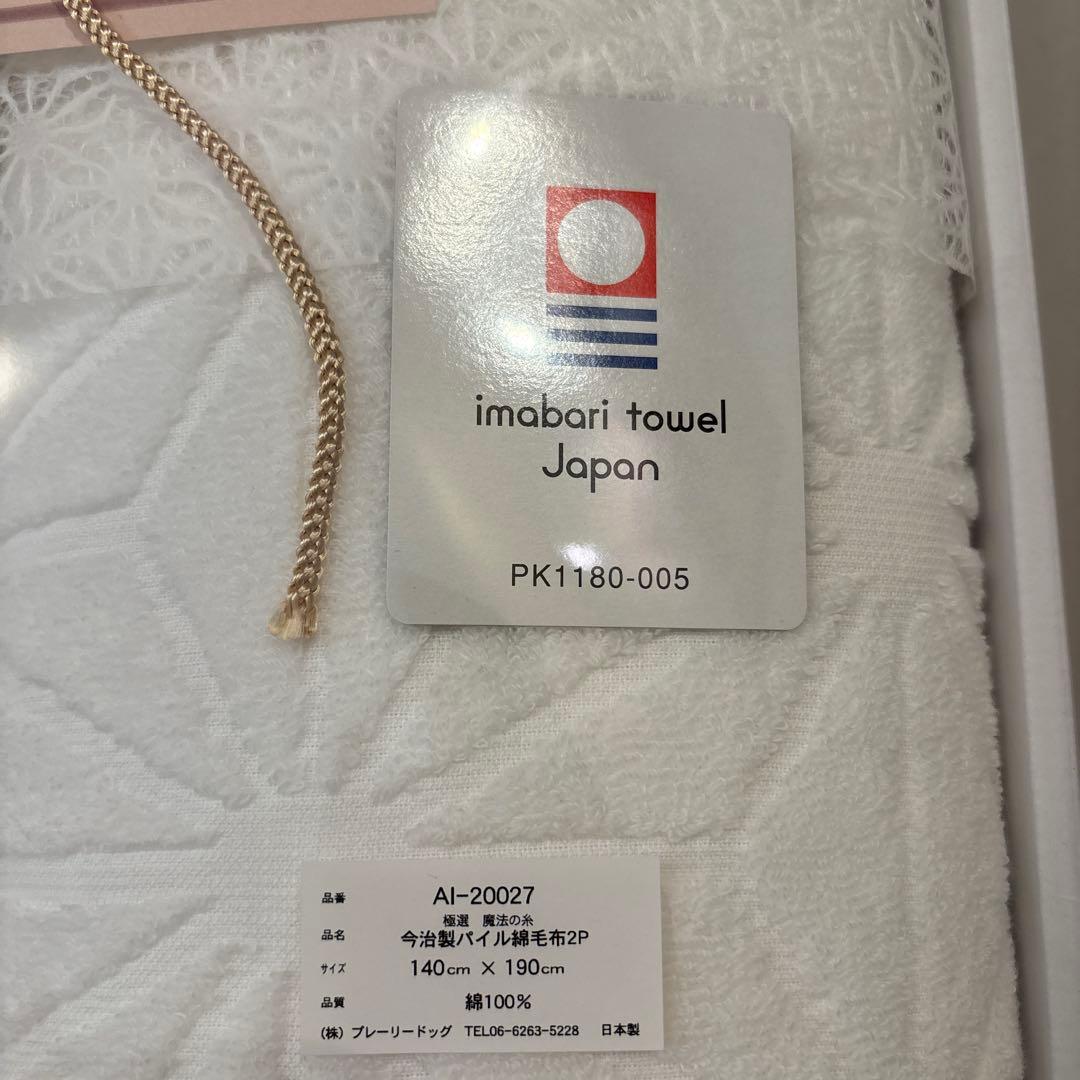 imabari towel
Japan
PK1180-005
品番 AI-20027
極選 魔法の糸
品名 今治製パイル綿毛布2P
サイズ 140cm × 190cm
品質 綿100%
(株) プレーリードッグ TEL06-6263-5228 日本製